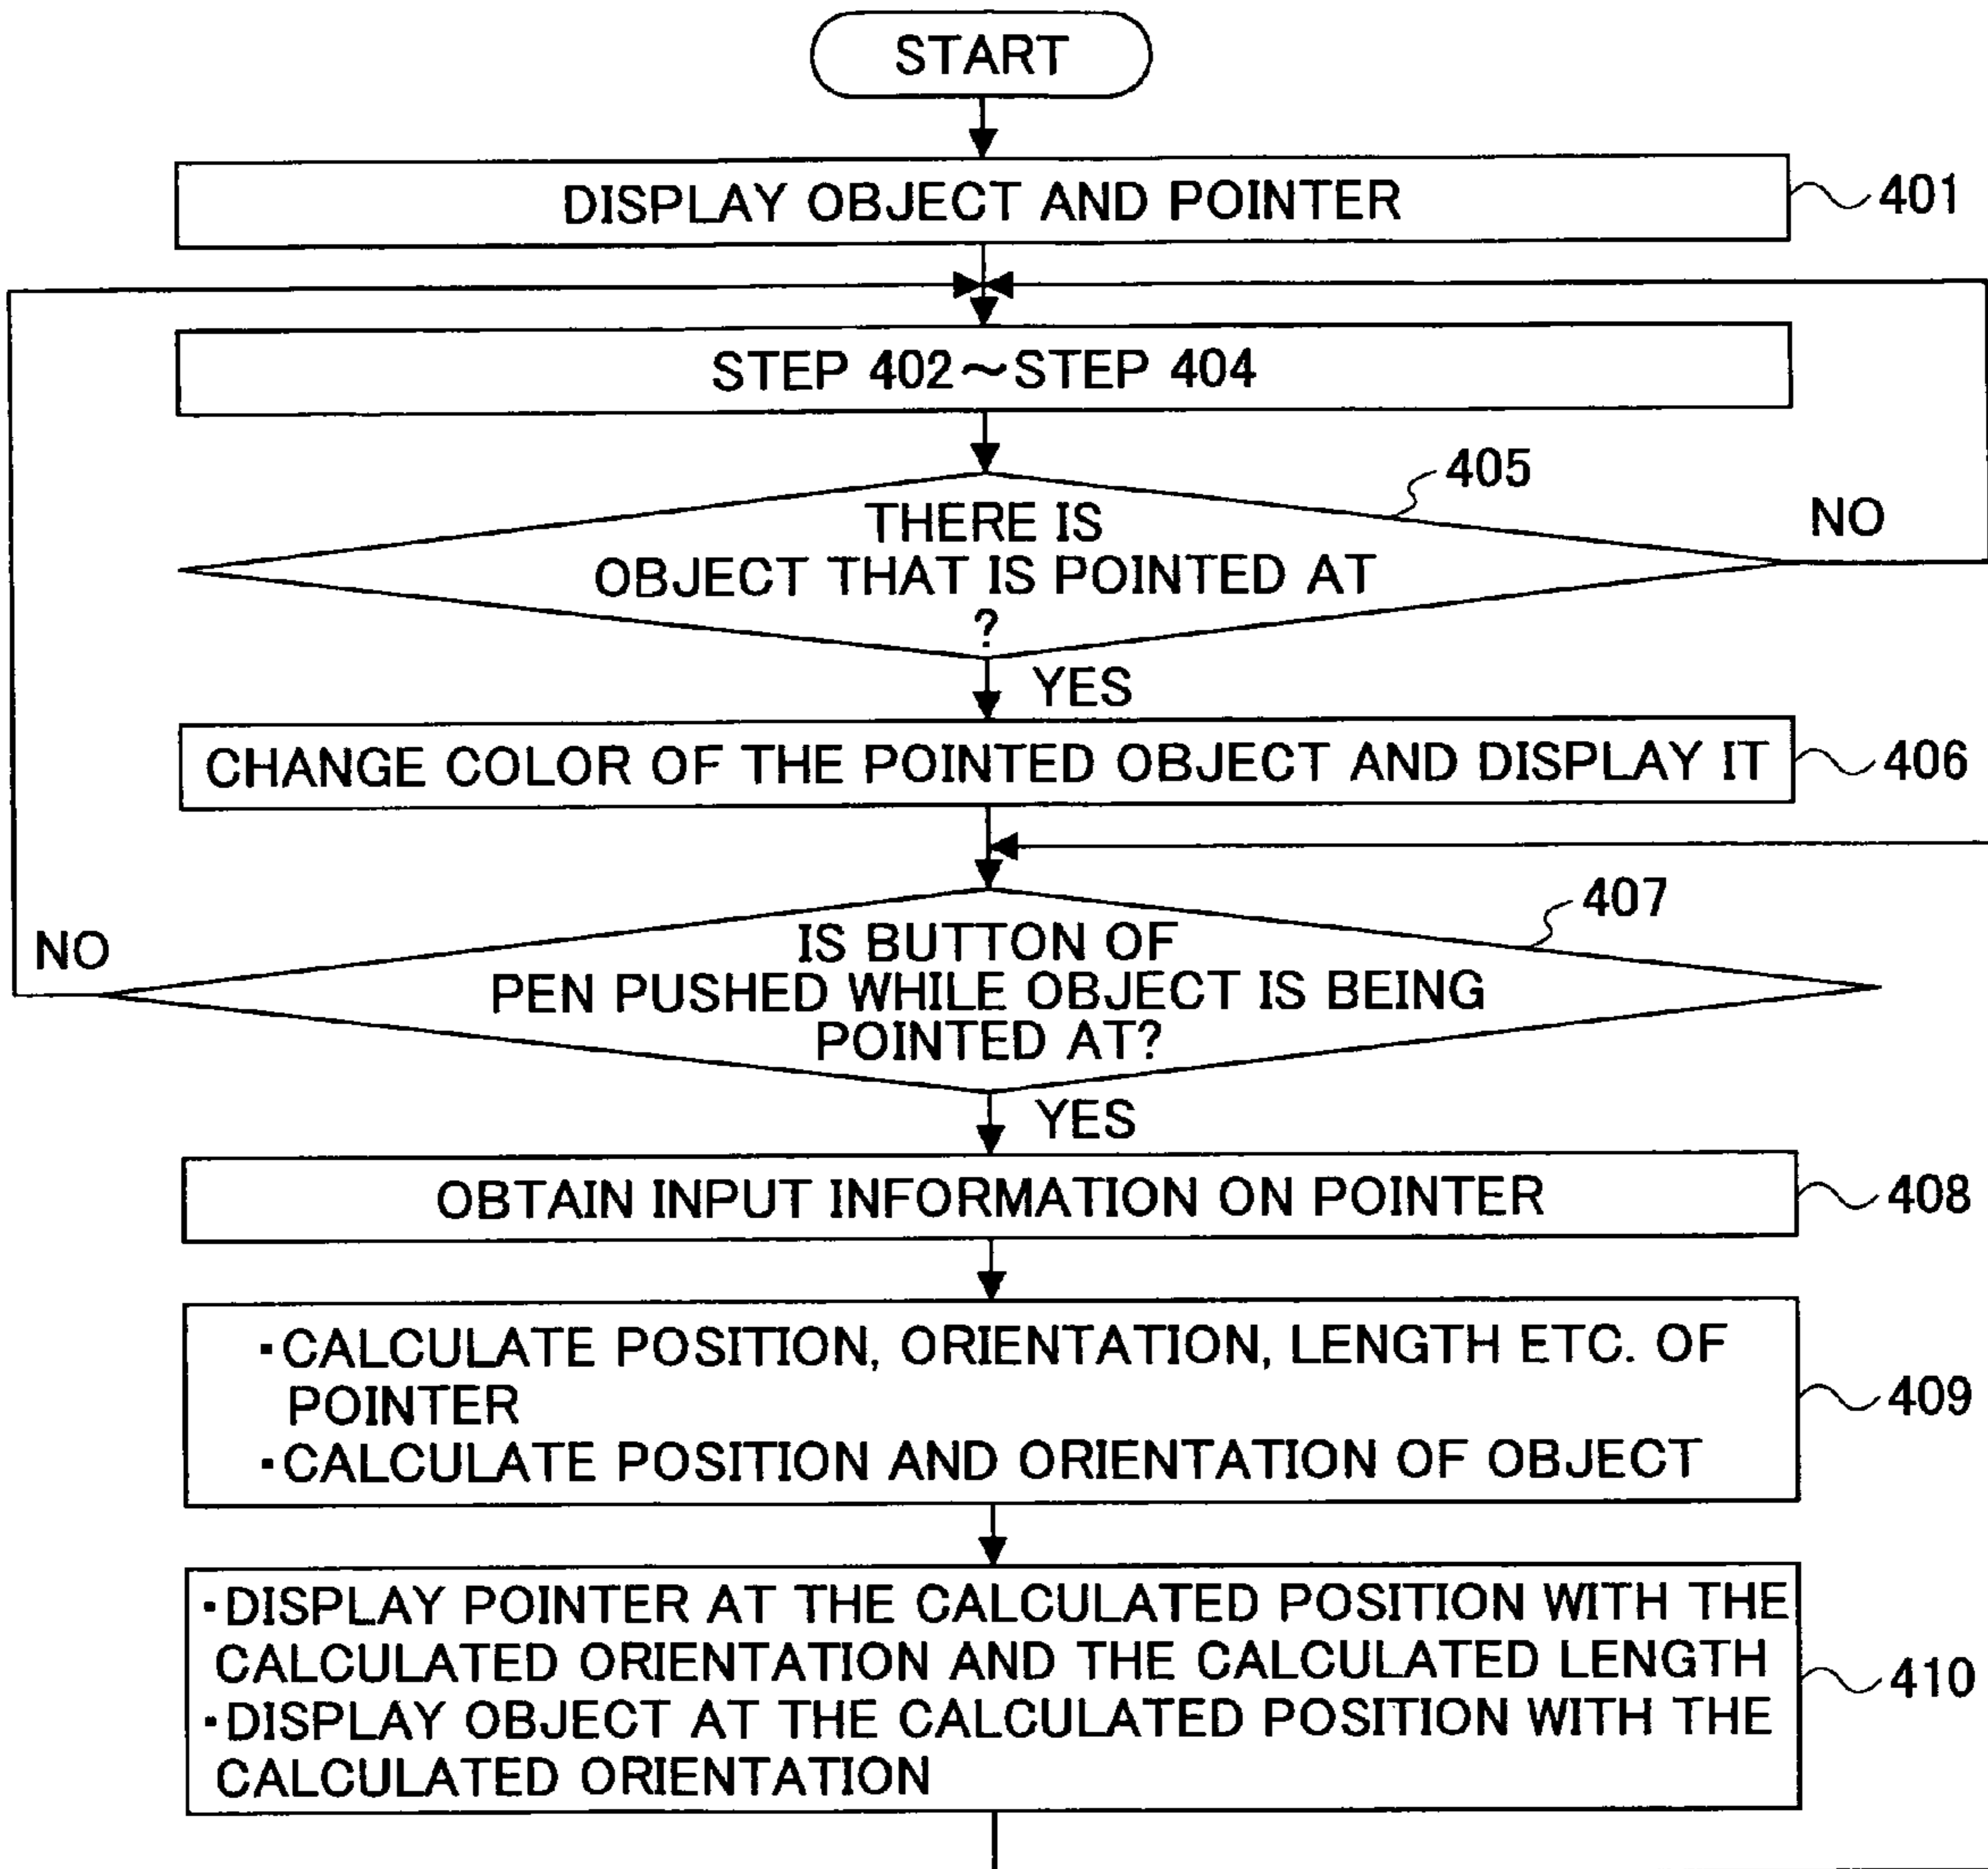 START
DISPLAY OBJECT AND POINTER
401
STEP 402～STEP 404
405
THERE IS
OBJECT THAT IS POINTED AT
?
NO
YES
CHANGE COLOR OF THE POINTED OBJECT AND DISPLAY IT
406
407
IS BUTTON OF
PEN PUSHED WHILE OBJECT IS BEING
POINTED AT?
NO
YES
OBTAIN INPUT INFORMATION ON POINTER
408
・CALCULATE POSITION, ORIENTATION, LENGTH ETC. OF
POINTER
・CALCULATE POSITION AND ORIENTATION OF OBJECT
409
・DISPLAY POINTER AT THE CALCULATED POSITION WITH THE
CALCULATED ORIENTATION AND THE CALCULATED LENGTH
・DISPLAY OBJECT AT THE CALCULATED POSITION WITH THE
CALCULATED ORIENTATION
410